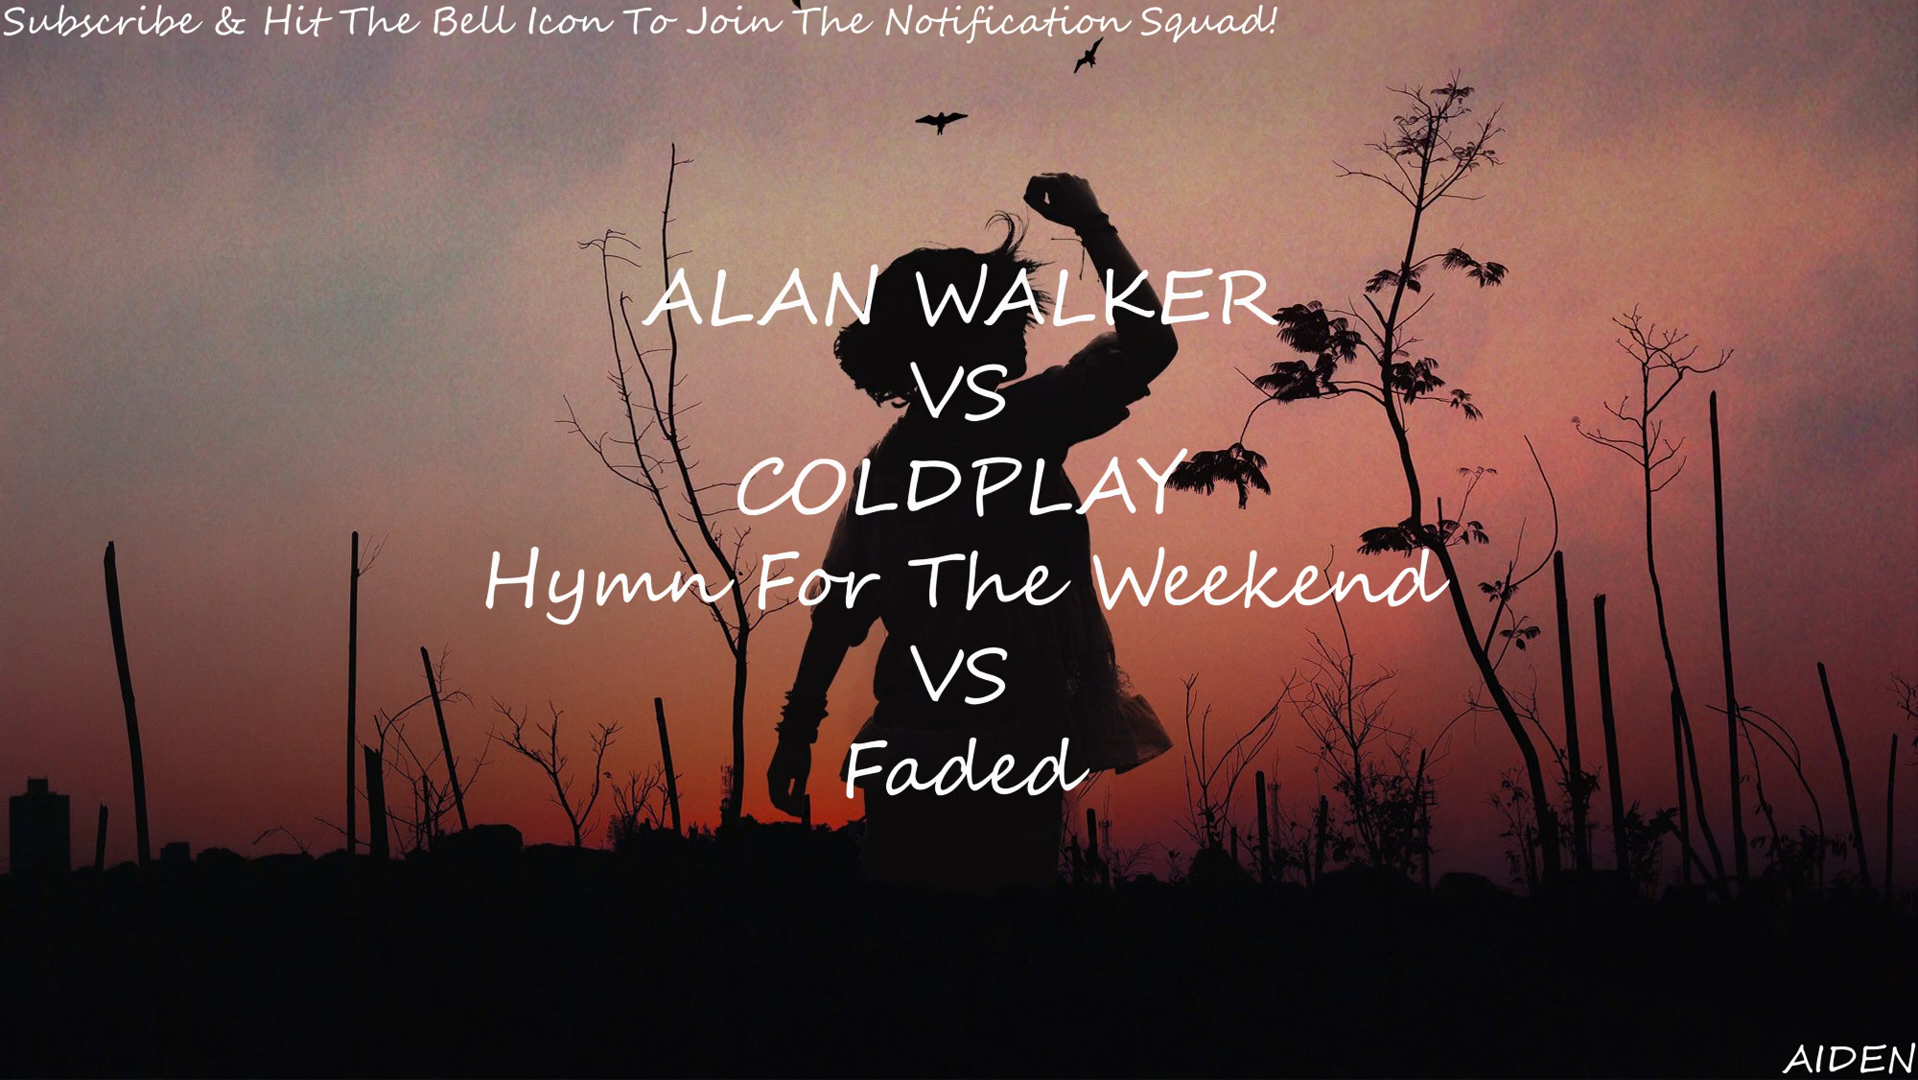 Subscribe & Hit The Bell Icon To Join The Notification Squad!
ALAN WALKER
VS
COLDPLAY
Hymn For The Weekend
VS
Faded
AIDEN